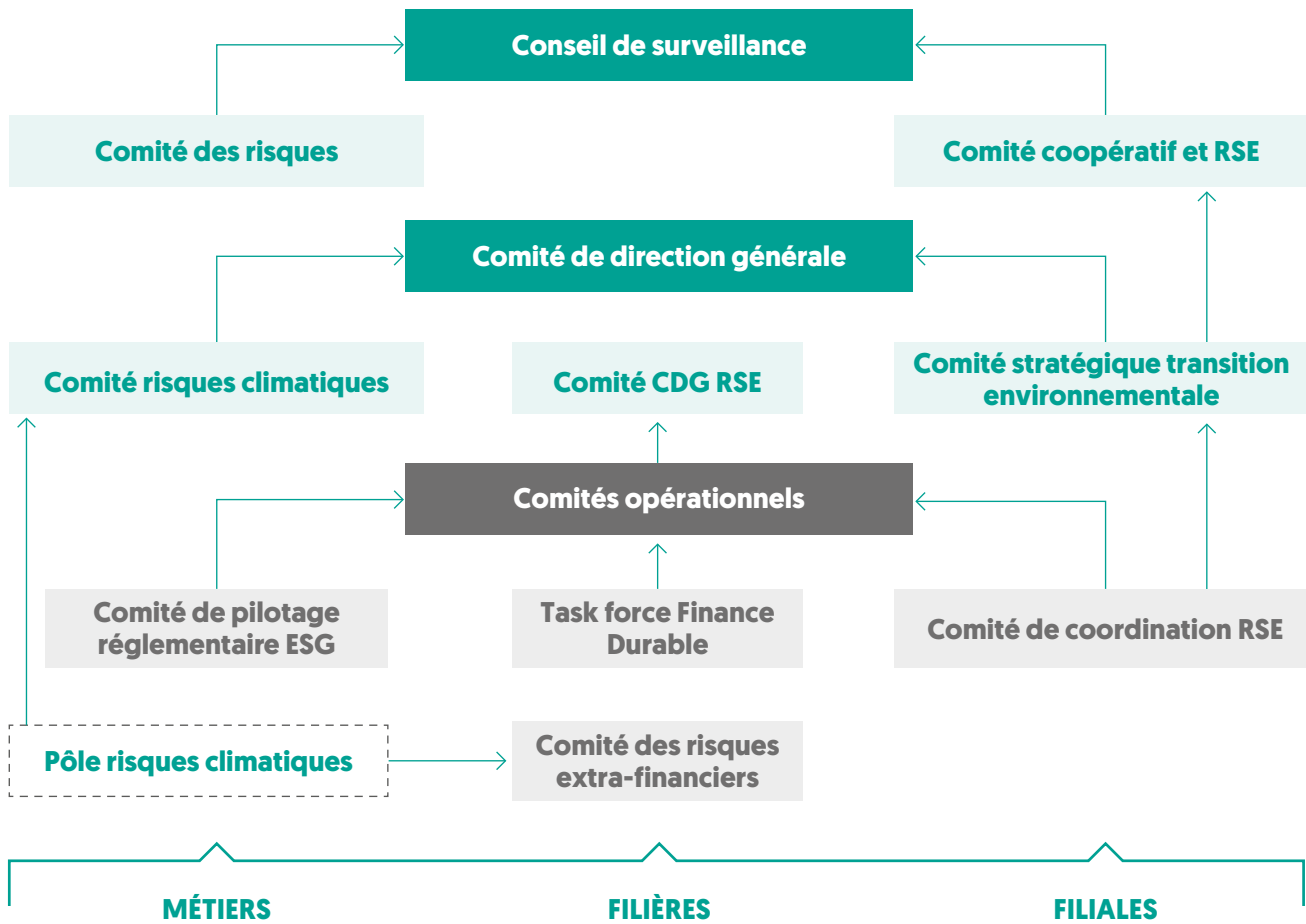 Conseil de surveillance
Comité des risques
Comité coopératif et RSE
Comité de direction générale
Comité risques climatiques
Comité CDG RSE
Comité stratégique transition
environnementale
Comités opérationnels
Comité de pilotage
réglementaire ESG
Task force Finance
Durable
Comité de coordination RSE
Pôle risques climatiques
Comité des risques
extra-financiers
MÉTIERS
FILIÈRES
FILIALES